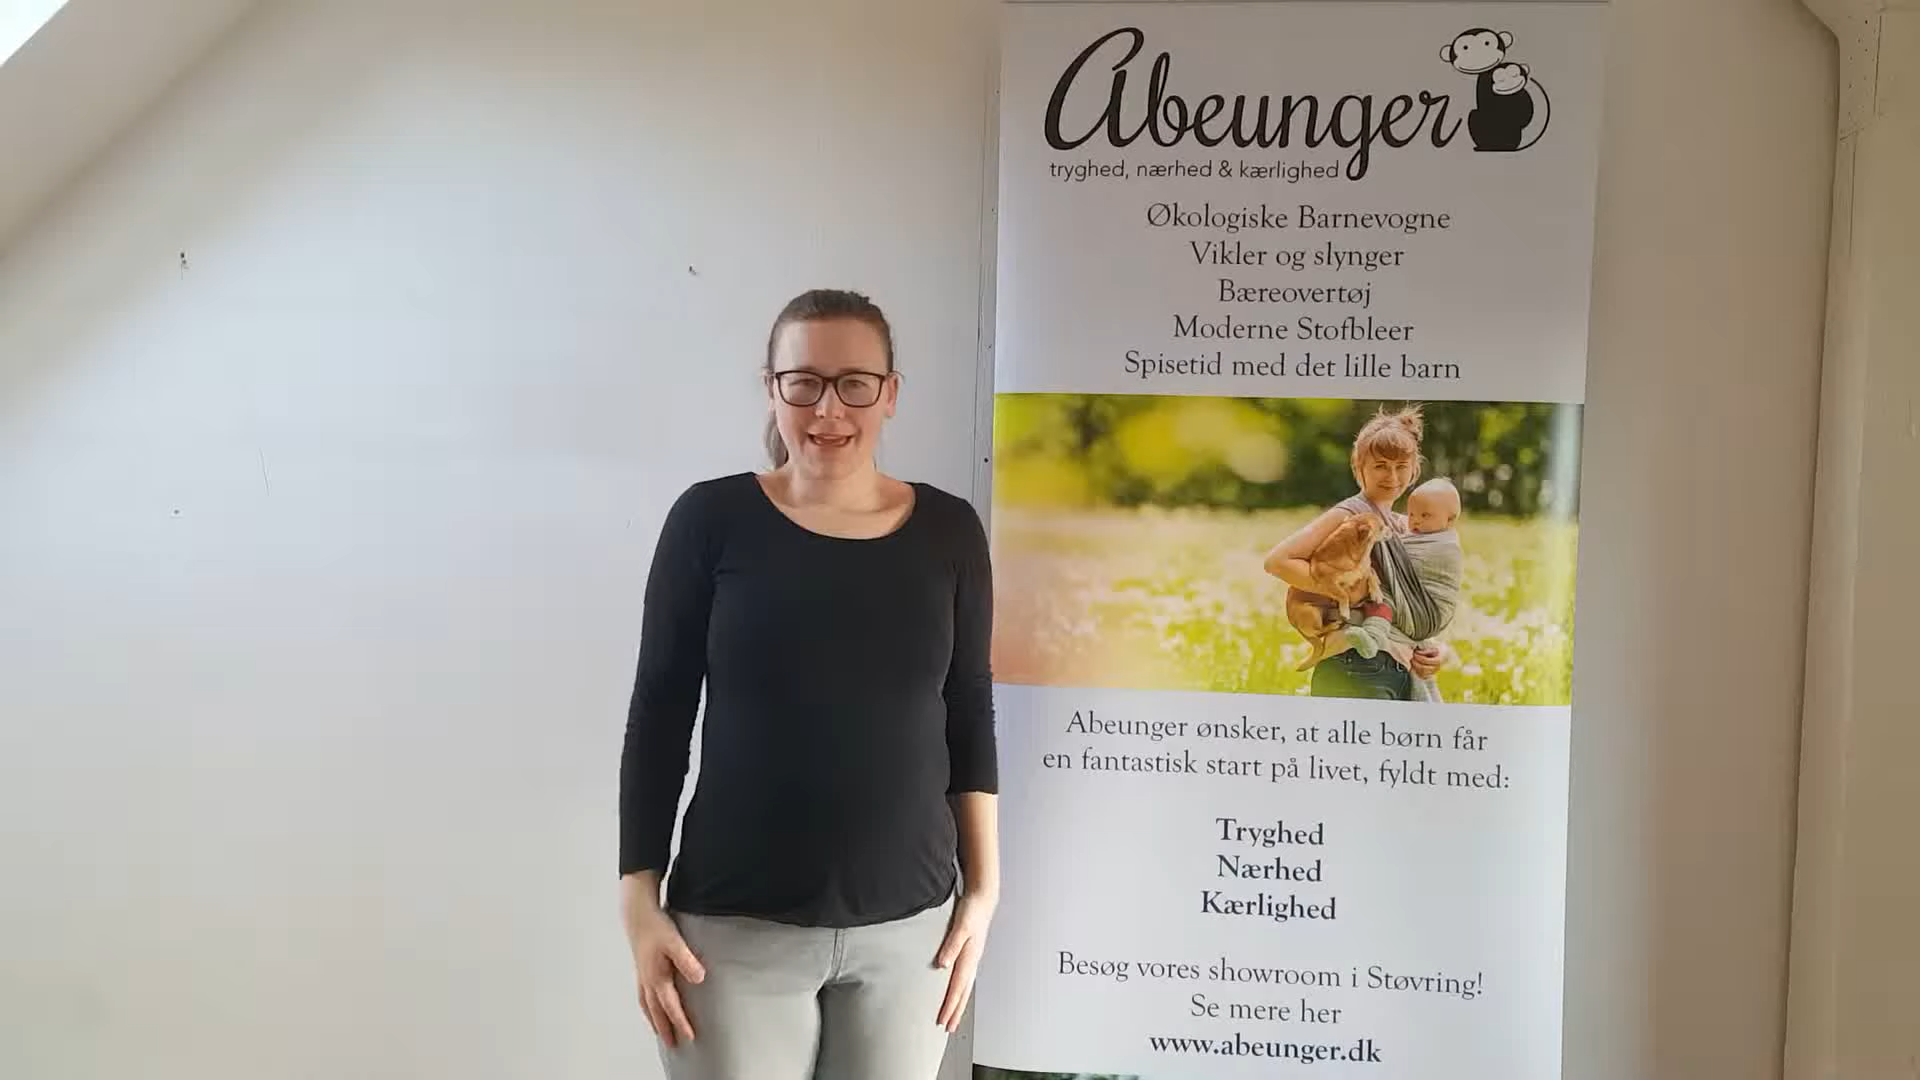 Abeunger
tryghed, nærhed & kærlighed
Økologiske Barnevogne
Vikler og slynger
Bæreovertøj
Moderne Stofbleer
Spisetid med det lille barn
Abeunger ønsker, at alle børn får
en fantastisk start på livet, fyldt med:
Tryghed
Nærhed
Kærlighed
Besøg vores showroom i Støvring!
Se mere her
www.abeunger.dk